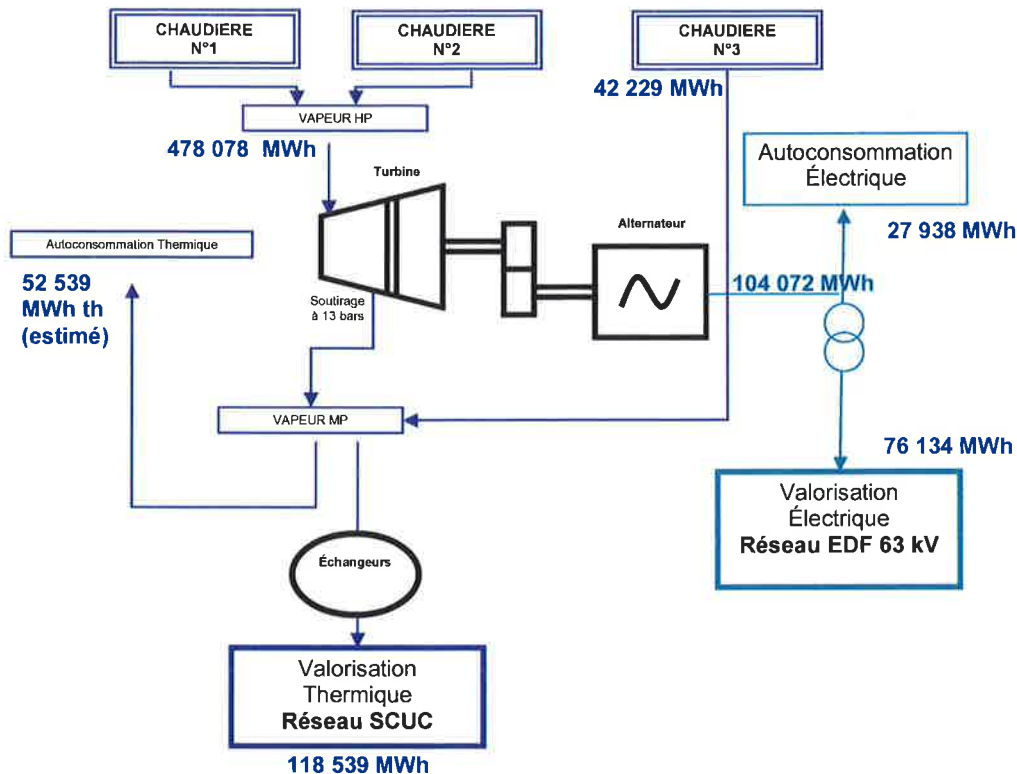 CHAUDIERE
N°1
CHAUDIERE
N°2
CHAUDIERE
N°3
42 229 MWh
VAPEUR HP
478 078 MWh
Autoconsommation
Électrique
27 938 MWh
Turbine
Alternateur
Autoconsommation Thermique
52 539
MWh th
(estimé)
104 072 MWh
Soutirage
à 13 bars
VAPEUR MP
76 134 MWh
Valorisation
Électrique
Réseau EDF 63 kV
Échangeurs
Valorisation
Thermique
Réseau SCUC
118 539 MWh